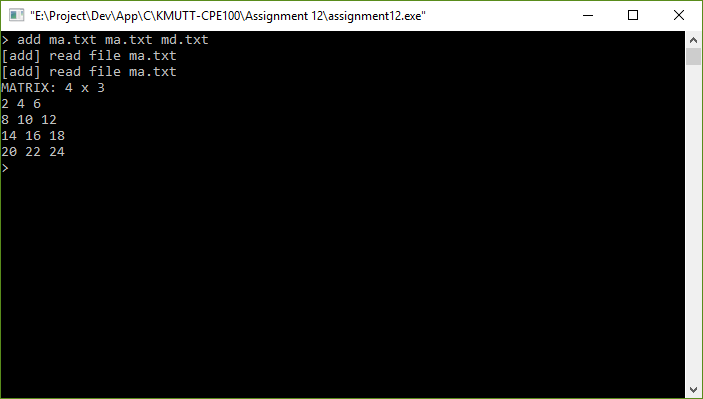 "E:\Project\Dev\App\C\KMUTT-CPE100\Assignment 12\assignment12.exe"
> add ma.txt ma.txt md.txt
[add] read file ma.txt
[add] read file ma.txt
MATRIX: 4 x 3
2 4 6
8 10 12
14 16 18
20 22 24
>